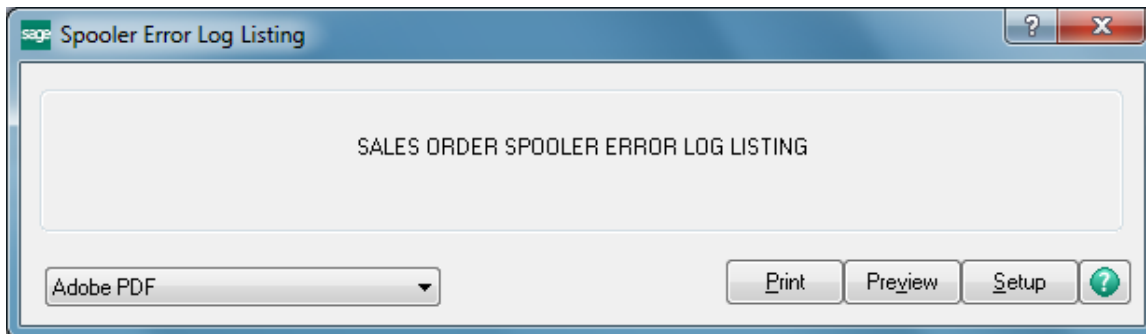 sage Spooler Error Log Listing
?
X
SALES ORDER SPOOLER ERROR LOG LISTING
Adobe PDF
Print
Preview
Setup
?